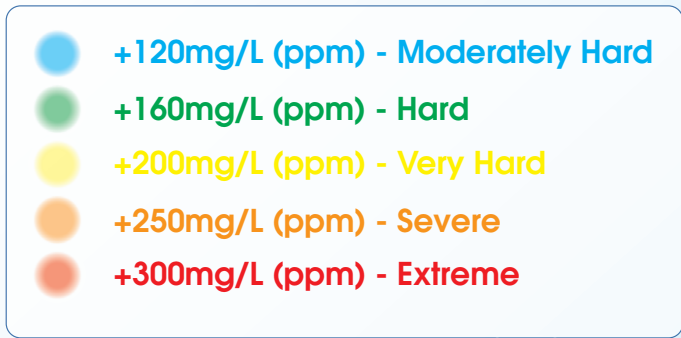 +120mg/L (ppm) - Moderately Hard
+160mg/L (ppm) - Hard
+200mg/L (ppm) - Very Hard
+250mg/L (ppm) - Severe
+300mg/L (ppm) - Extreme